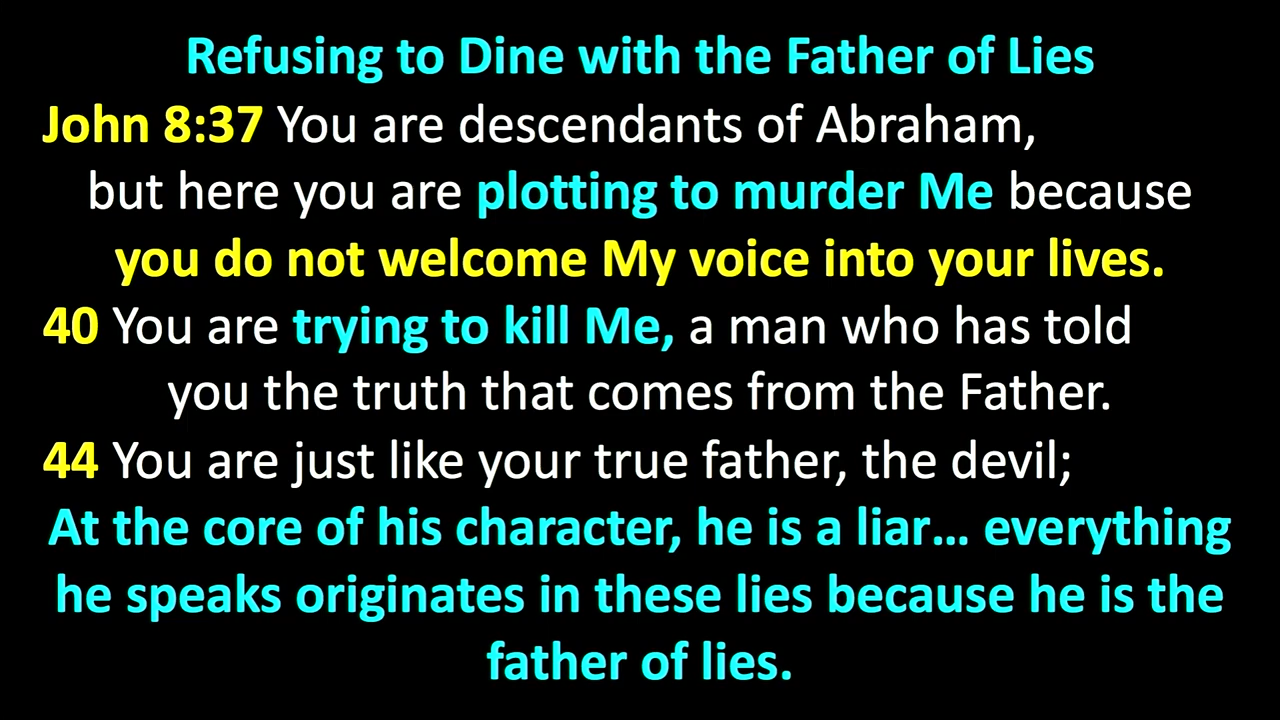 Refusing to Dine with the Father of Lies
John 8:37 You are descendants of Abraham,
but here you are plotting to murder Me because
you do not welcome My voice into your lives.
40 You are trying to kill Me, a man who has told
you the truth that comes from the Father.
44 You are just like your true father, the devil;
At the core of his character, he is a liar… everything
he speaks originates in these lies because he is the
father of lies.